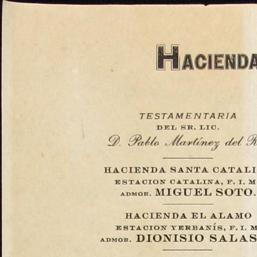 HACIENDA
TESTAMENTARIA
DEL SR. LIC.
D. Pablo Martínez del
HACIENDA SANTA
ESTACION CATALINA, F. I.
ADMOR. MIGUEL SOTO.
HACIENDA EL ALAMO
ESTACION YERBANÍS, F. I.
ADMOR. DIONISIO SALAS